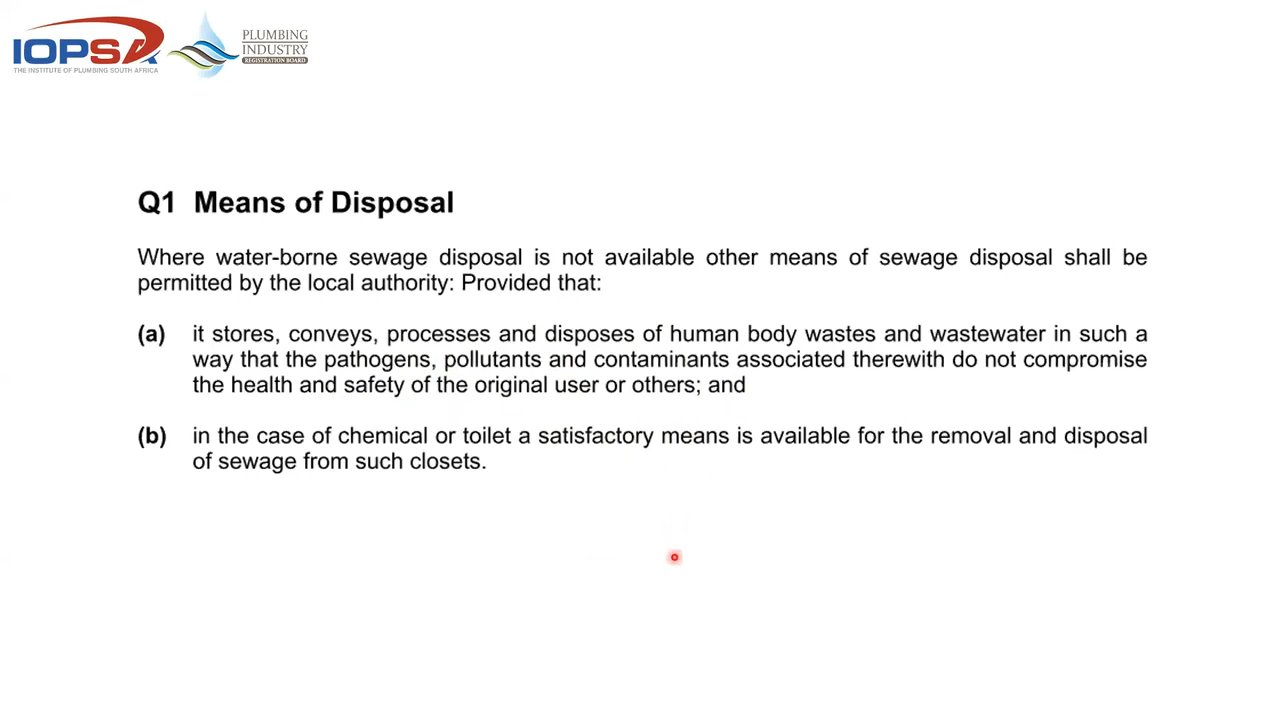 IOPSA
THE INSTITUTE OF PLUMBING SOUTH AFRICA
PLUMBING
INDUSTRY
REGISTRATION BOARD
Q1 Means of Disposal
Where water-borne sewage disposal is not available other means of sewage disposal shall be
permitted by the local authority: Provided that:
(a) it stores, conveys, processes and disposes of human body wastes and wastewater in such a
way that the pathogens, pollutants and contaminants associated therewith do not compromise
the health and safety of the original user or others; and
(b) in the case of chemical or toilet a satisfactory means is available for the removal and disposal
of sewage from such closets.